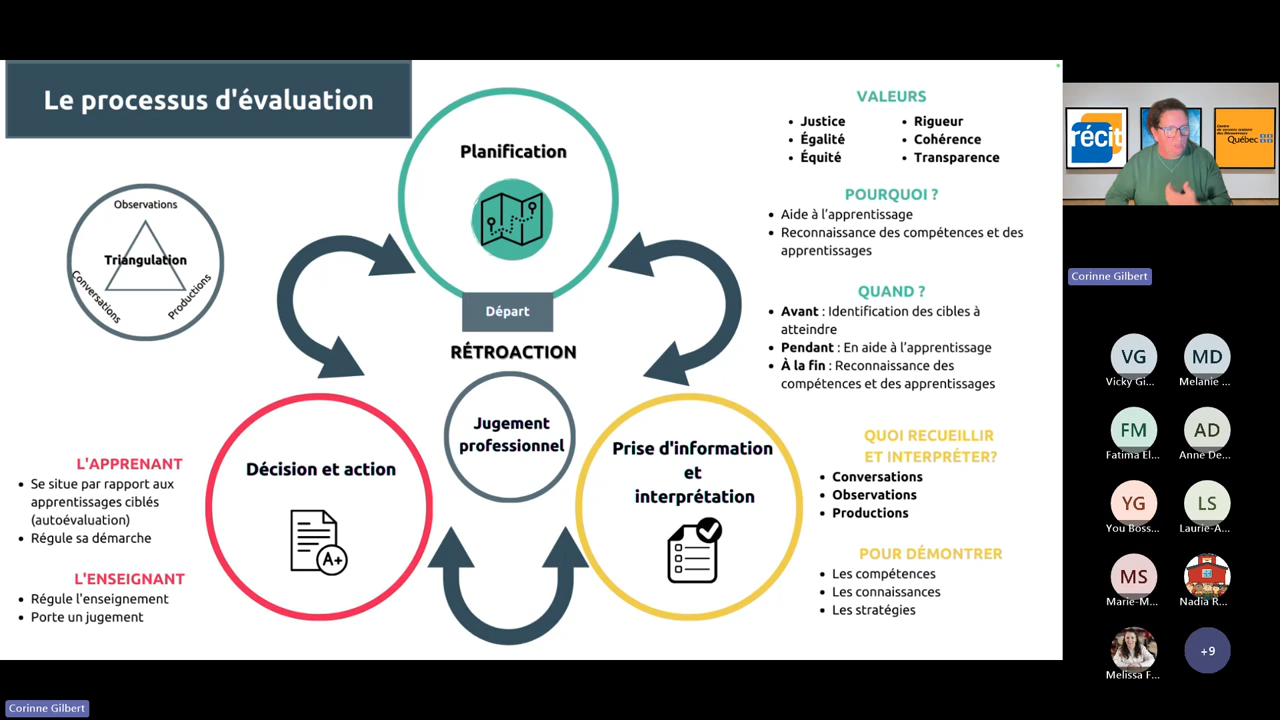 Le processus d'évaluation
Observations
Triangulation
Conversations
Productions
Planification
Départ
RÉTROACTION
Jugement
professionnel
Décision et action
A+
Prise d'information
et
interprétation
L'APPRENANT
• Se situe par rapport aux
apprentissages ciblés
(autoévaluation)
• Régule sa démarche
L'ENSEIGNANT
• Régule l'enseignement
• Porte un jugement
VALEURS
• Justice
• Égalité
• Équité
• Rigueur
• Cohérence
• Transparence
POURQUOI ?
• Aide à l'apprentissage
• Reconnaissance des compétences et des
apprentissages
QUAND ?
• Avant : Identification des cibles à
atteindre
• Pendant : En aide à l'apprentissage
• À la fin : Reconnaissance des
compétences et des apprentissages
QUOI RECUEILLIR
ET INTERPRÉTER?
• Conversations
• Observations
• Productions
POUR DÉMONTRER
• Les compétences
• Les connaissances
• Les stratégies
récit
Québec
Corinne Gilbert
VG
Vicky Gi...
MD
Melanie ...
FM
Fatima El...
AD
Anne De...
YG
You Boss...
LS
Laurie-A...
MS
Marie-M...
Nadia R...
Melissa F...
+9
Corinne Gilbert